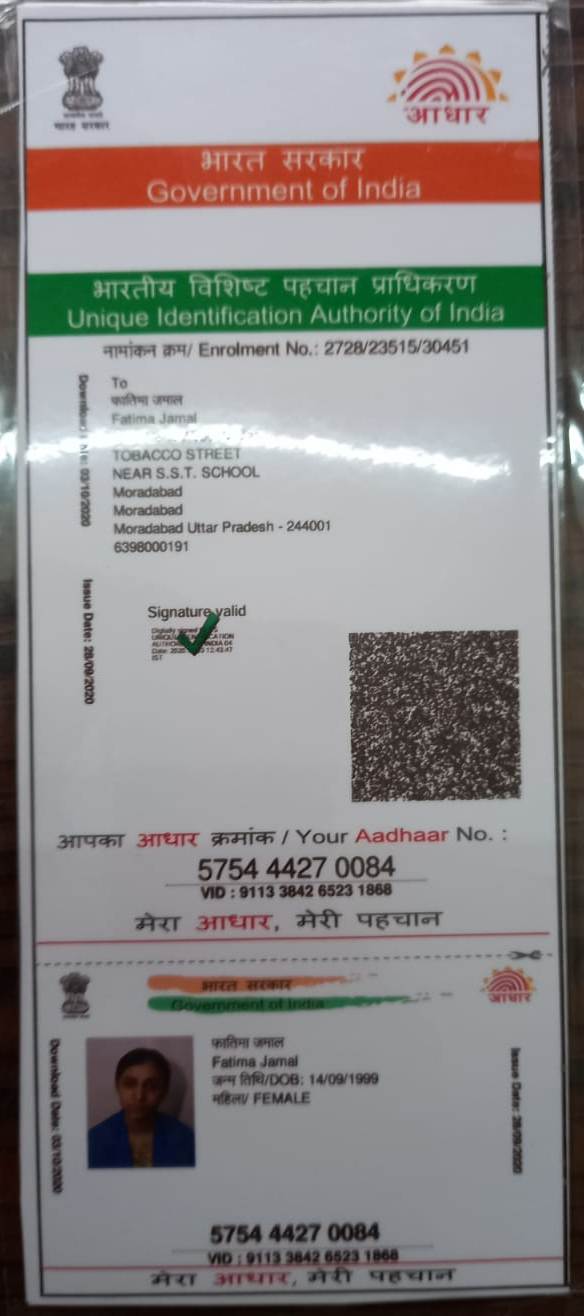 भारत सरकार
आधार
भारत सरकार
Government of India
भारतीय विशिष्ट पहचान प्राधिकरण
Unique Identification Authority of India
नामांकन क्रम/ Enrolment No.: 2728/23515/30451
To
फातिमा जमाल
Fatima Jamal
TOBACCO STREET
NEAR S.S.T. SCHOOL
Moradabad
Moradabad
Moradabad Uttar Pradesh - 244001
6398000191
Date: 03/10/2020
Issue Date: 28/09/2020
Signature valid
Digitally signed
IST
आपका आधार क्रमांक / Your Aadhaar No. :
5754 4427 0084
VID : 9113 3842 6523 1868
मेरा आधार, मेरी पहचान
भारत सरकार
Government of India
आधार
Download Date: 03/10/2020
फातिमा जमाल
Fatima Jamal
जन्म तिथि/DOB: 14/09/1999
महिला/ FEMALE
Issue Date: 28/09/2020
5754 4427 0084
VID : 9113 3842 6523 1868
मेरा आधार, मेरी पहचान